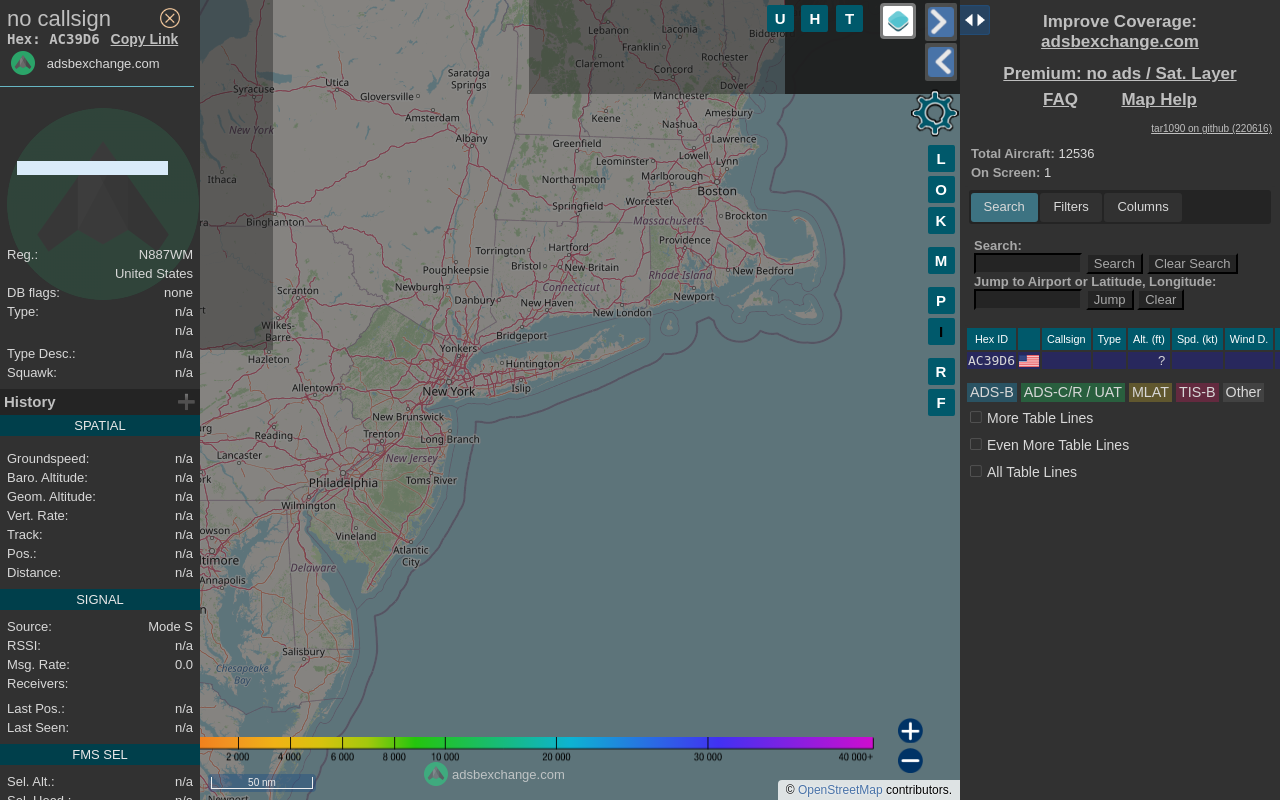 no callsign
Hex: AC39D6 Copy Link
adsbexchange.com
Reg.: N887WM
United States
DB flags: none
Type: n/a
n/a
Type Desc.: n/a
Squawk: n/a
History
SPATIAL
Groundspeed: n/a
Baro. Altitude: n/a
Geom. Altitude: n/a
Vert. Rate: n/a
Track: n/a
Pos.: n/a
Distance: n/a
SIGNAL
Source: Mode S
RSSI: n/a
Msg. Rate: 0.0
Receivers:
Last Pos.: n/a
Last Seen: n/a
FMS SEL
Sel. Alt.: n/a
U H T
L
O
K
M
P
I
R
F
Lebanon
Laconia
Franklin
Claremont
Concord
Rochester
Dover
Manchester
Syracuse
Utica
Gloversville
Saratoga
Springs
Amsterdam
Albany
New York
Ithaca
Binghamton
Keene
Nashua
Amesbury
Lawrence
Greenfield
Leominster
Lowell
Lynn
Northampton
Marlborough
Boston
Springfield
Worcester
Massachusetts
Brockton
Providence
Torrington
Hartford
Bristol
New Britain
Connecticut
Rhode Island
New Bedford
Newport
Poughkeepsie
Newburgh
Danbury
New Haven
New London
Scranton
Wilkes-
Barre
Hazleton
Bridgeport
Yonkers
Huntington
Islip
New York
Allentown
New Brunswick
Reading
Trenton
Long Branch
Lancaster
New Jersey
Philadelphia
Toms River
Wilmington
Vineland
Atlantic
City
Annapolis
Delaware
Salisbury
Chesapeake
Bay
2 000 4 000 6 000 8 000 10 000 20 000 30 000 40 000+
50 nm
adsbexchange.com
© OpenStreetMap contributors.
Improve Coverage:
adsbexchange.com
Premium: no ads / Sat. Layer
FAQ Map Help
tar1090 on github (220616)
Total Aircraft: 12536
On Screen: 1
Search Filters Columns
Search:
Search Clear Search
Jump to Airport or Latitude, Longitude:
Jump Clear
Hex ID Callsign Type Alt. (ft) Spd. (kt) Wind D.
AC39D6 ?
ADS-B ADS-C/R / UAT MLAT TIS-B Other
More Table Lines
Even More Table Lines
All Table Lines